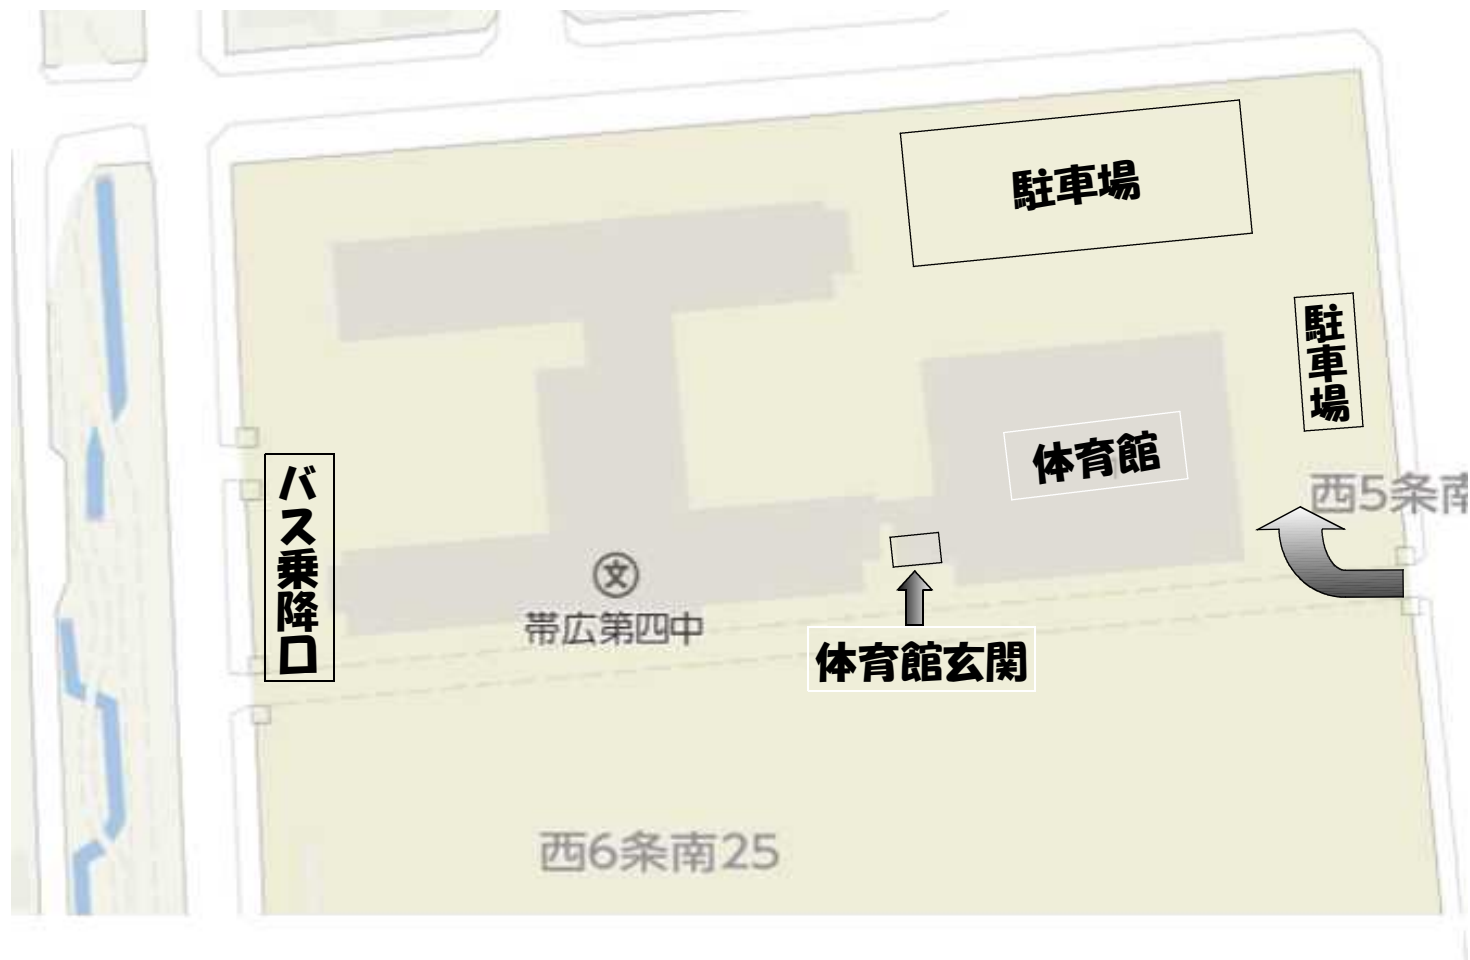 駐車場
駐車場
体育館
西5条南
バス乗降口
文
帯広第四中
体育館玄関
西6条南25